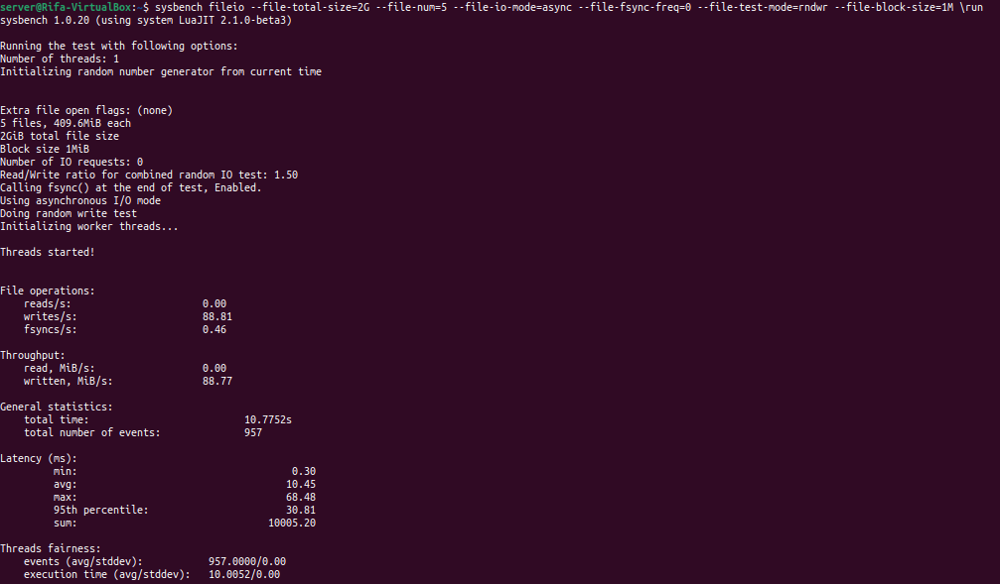 server@Rifa-VirtualBox:~$ sysbench fileio --file-total-size=2G --file-num=5 --file-io-mode=async --file-fsync-freq=0 --file-test-mode=rndwr --file-block-size=1M \run
sysbench 1.0.20 (using system LuaJIT 2.1.0-beta3)
Running the test with following options:
Number of threads: 1
Initializing random number generator from current time
Extra file open flags: (none)
5 files, 409.6MiB each
2GiB total file size
Block size 1MiB
Number of IO requests: 0
Read/Write ratio for combined random IO test: 1.50
Calling fsync() at the end of test, Enabled.
Using asynchronous I/O mode
Doing random write test
Initializing worker threads...
Threads started!
File operations:
reads/s: 0.00
writes/s: 88.81
fsyncs/s: 0.46
Throughput:
read, MiB/s: 0.00
written, MiB/s: 88.77
General statistics:
total time: 10.7752s
total number of events: 957
Latency (ms):
min: 0.30
avg: 10.45
max: 68.48
95th percentile: 30.81
sum: 10005.20
Threads fairness:
events (avg/stddev): 957.0000/0.00
execution time (avg/stddev): 10.0052/0.00